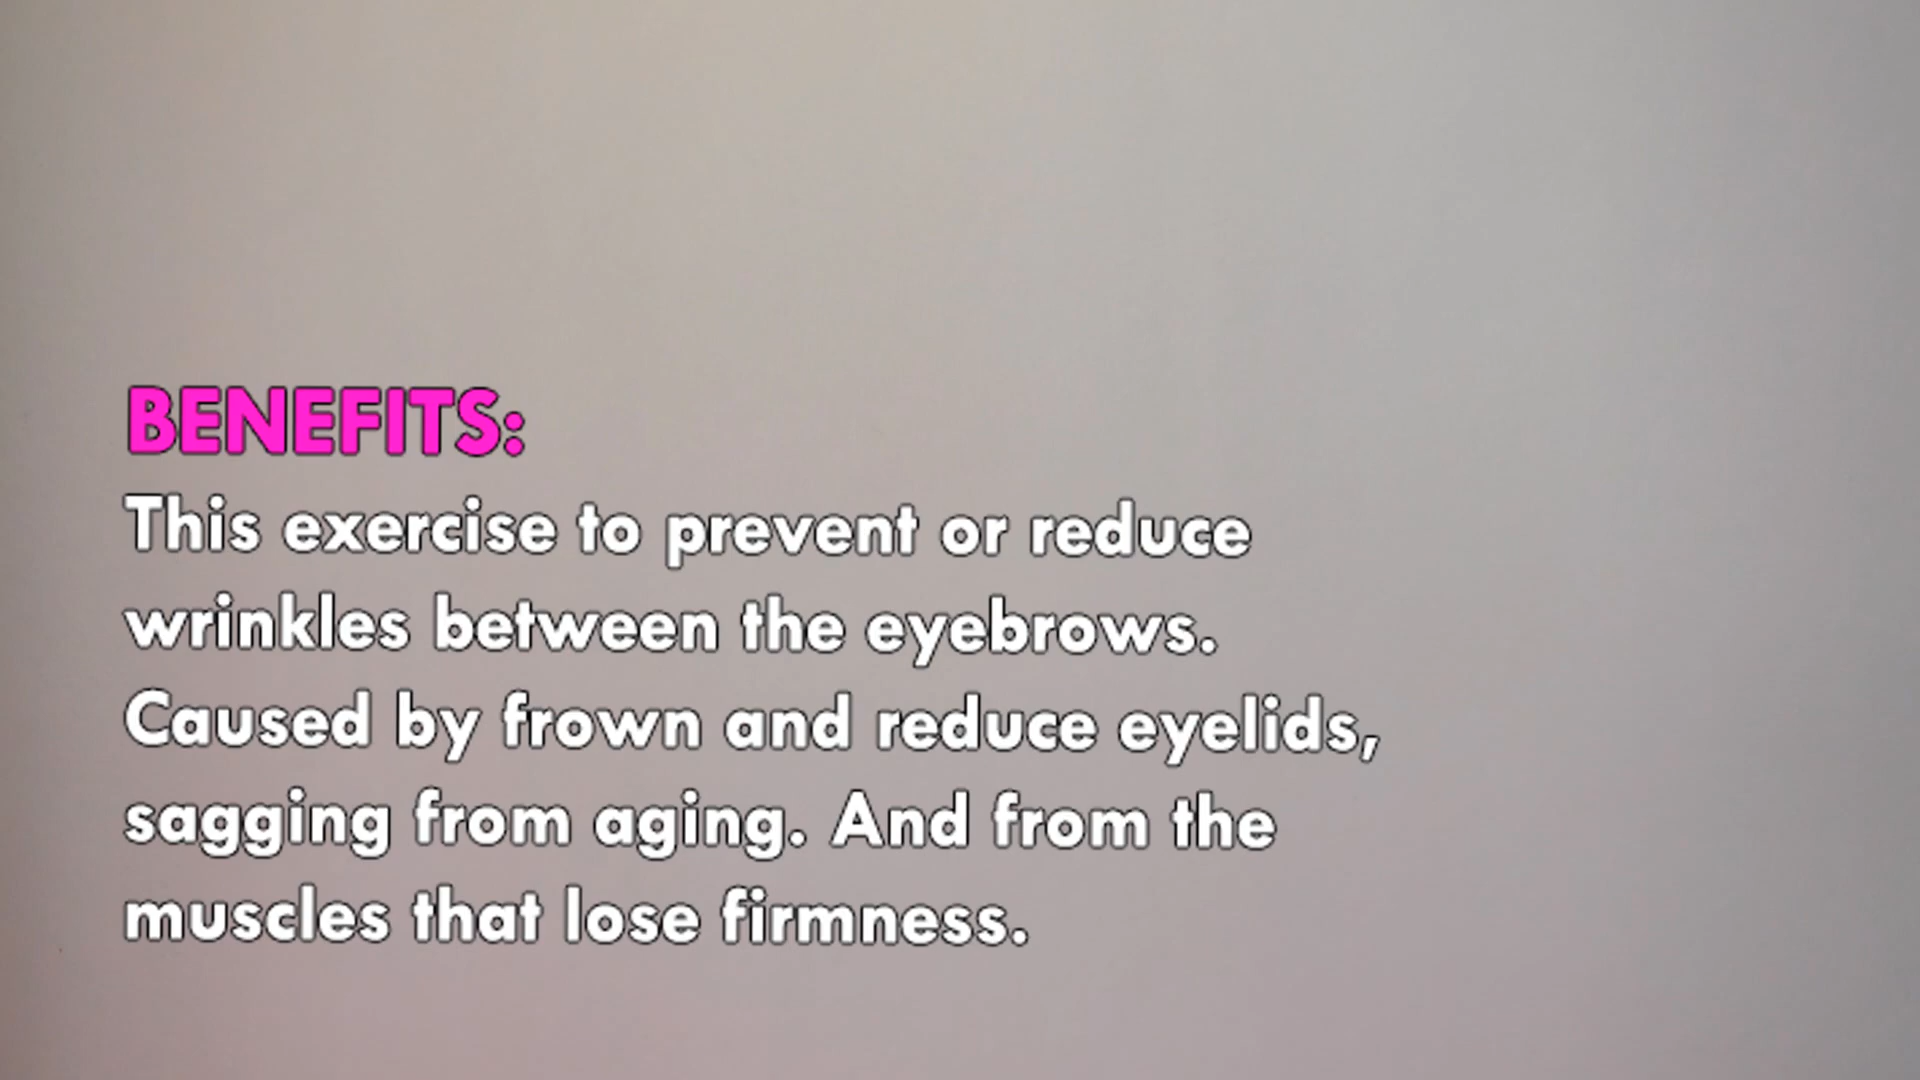 BENEFITS:
This exercise to prevent or reduce
wrinkles between the eyebrows.
Caused by frown and reduce eyelids,
sagging from aging. And from the
muscles that lose firmness.